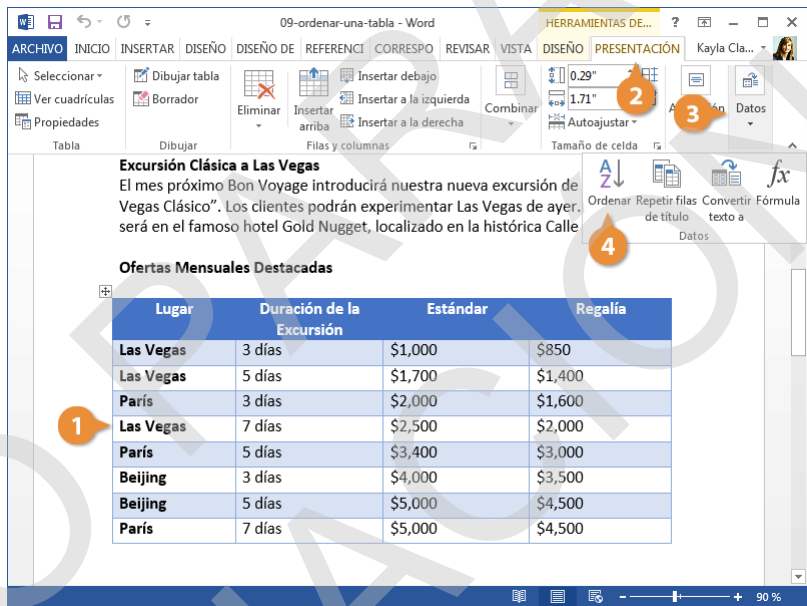 09-ordenar-una-tabla - Word
HERRAMIENTAS DE...
ARCHIVO INICIO INSERTAR DISEÑO DISEÑO DE REFERENCI CORRESPO REVISAR VISTA DISEÑO PRESENTACIÓN Kayla Cla...
Seleccionar
Ver cuadrículas
Propiedades
Tabla
Dibujar tabla
Borrador
Dibujar
Eliminar
Insertar arriba
Insertar debajo
Insertar a la izquierda
Insertar a la derecha
Filas y columnas
Combinar
0.29"
1.71"
Autoajustar
Tamaño de celda
2
3
Datos
Ordenar
Repetir filas de título
Convertir texto a
fx
Fórmula
Datos
4
Excursión Clásica a Las Vegas
El mes próximo Bon Voyage introducirá nuestra nueva excursión de
Vegas Clásico”. Los clientes podrán experimentar Las Vegas de ayer.
será en el famoso hotel Gold Nugget, localizado en la histórica Calle
Ofertas Mensuales Destacadas
Lugar Duración de la Excursión Estándar Regalía
Las Vegas 3 días $1,000 $850
Las Vegas 5 días $1,700 $1,400
París 3 días $2,000 $1,600
1
Las Vegas 7 días $2,500 $2,000
París 5 días $3,400 $3,000
Beijing 3 días $4,000 $3,500
Beijing 5 días $5,000 $4,500
París 7 días $5,000 $4,500
90 %